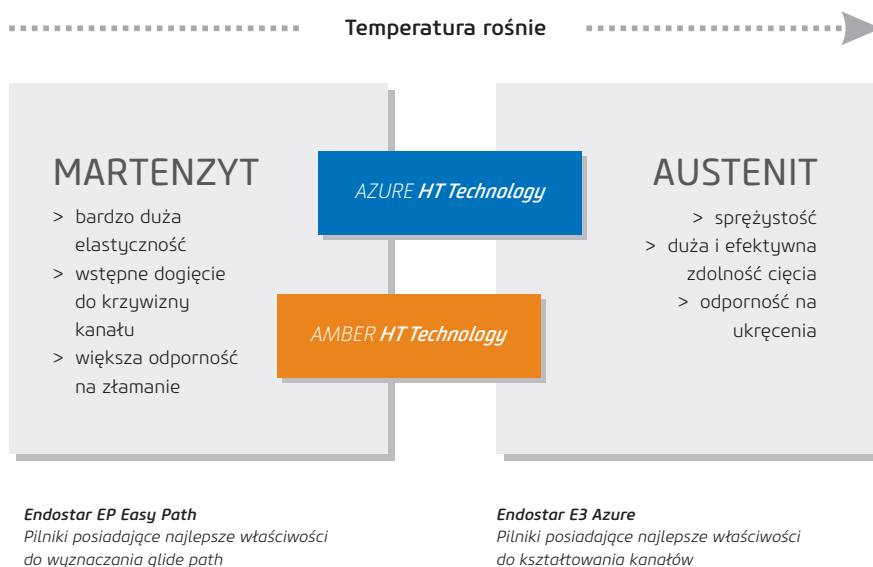 Temperatura rośnie
MARTENZYT
> bardzo duża
elastyczność
> wstępne dogięcie
do krzywizny
kanału
> większa odporność
na złamanie
AZURE HT Technology
AMBER HT Technology
AUSTENIT
> sprężystość
> duża i efektywna
zdolność cięcia
> odporność na
ukręcenia
Endostar EP Easy Path
Pilniki posiadające najlepsze właściwości
do wyznaczania glide path
Endostar E3 Azure
Pilniki posiadające najlepsze właściwości
do kształtowania kanałów